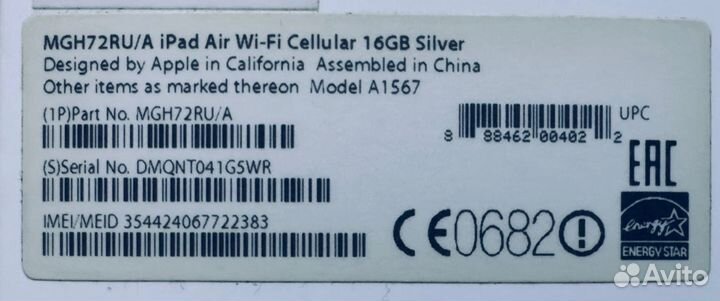 MGH72RU/A iPad Air Wi-Fi Cellular 16GB Silver
Designed by Apple in California Assembled in China
Other items as marked thereon Model A1567
(1P)Part No. MGH72RU/A
UPC
8 88462 00402 2
(S)Serial No. DMQNT041G5WR
EAC
IMEI/MEID 354424067722383
CE0682
energy
ENERGY STAR
Avito